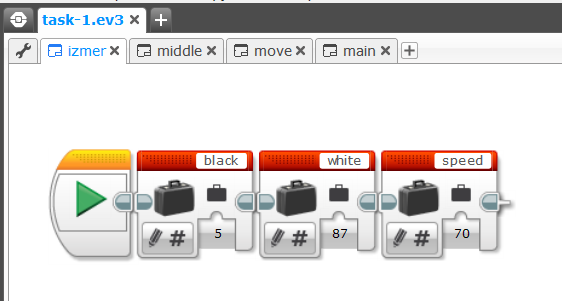 task-1.ev3
izmer middle move main
black white speed
# 5 # 87 # 70